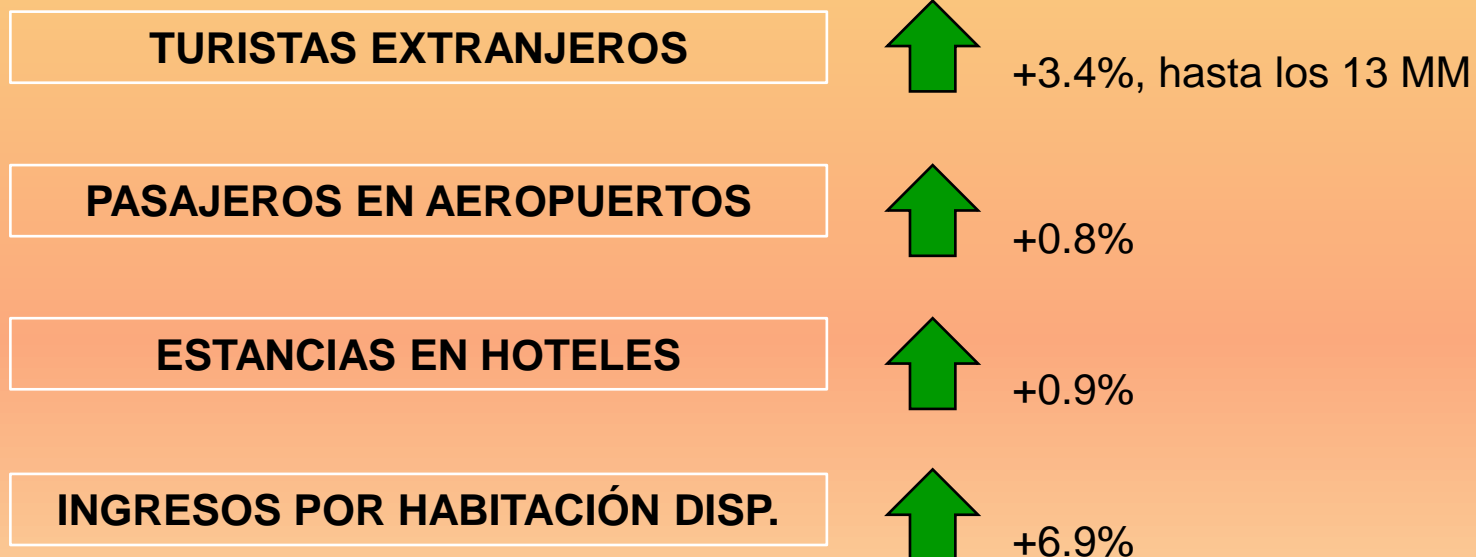 TURISTAS EXTRANJEROS +3.4%, hasta los 13 MM
PASAJEROS EN AEROPUERTOS +0.8%
ESTANCIAS EN HOTELES +0.9%
INGRESOS POR HABITACIÓN DISP. +6.9%